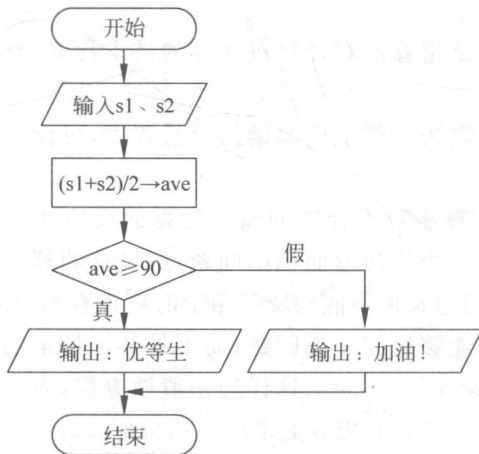 开始
输入s1、s2
(s1+s2)/2→ave
ave≥90
假
真
输出:优等生
输出:加油!
结束